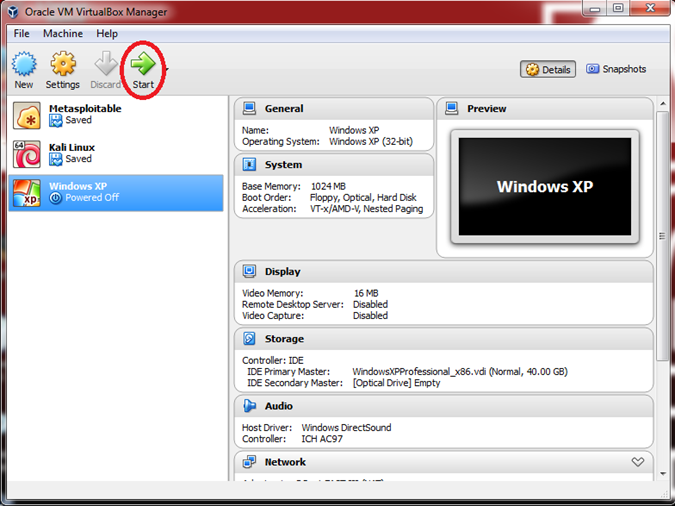 Oracle VM VirtualBox Manager
File Machine Help
New Settings Discard Start Details Snapshots
Metasploitable
Saved
64
Kali Linux
Saved
Windows XP
Powered Off
xp
General
Name: Windows XP
Operating System: Windows XP (32-bit)
System
Base Memory: 1024 MB
Boot Order: Floppy, Optical, Hard Disk
Acceleration: VT-x/AMD-V, Nested Paging
Preview
Windows XP
Display
Video Memory: 16 MB
Remote Desktop Server: Disabled
Video Capture: Disabled
Storage
Controller: IDE
IDE Primary Master: WindowsXPProfessional_x86.vdi (Normal, 40.00 GB)
IDE Secondary Master: [Optical Drive] Empty
Audio
Host Driver: Windows DirectSound
Controller: ICH AC97
Network